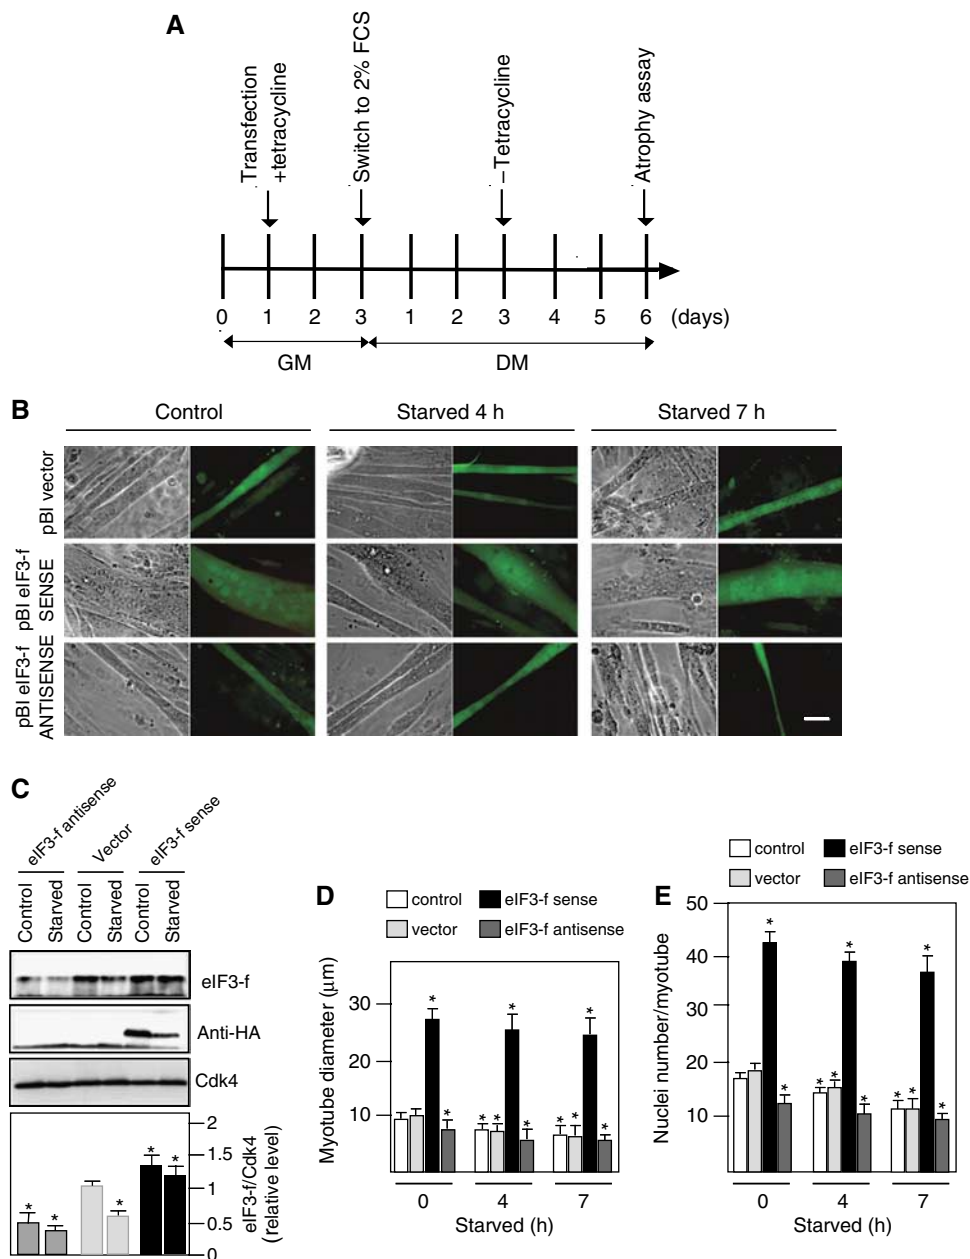 A
Transfection
+tetracycline
Switch to 2% FCS
–Tetracycline
Atrophy assay
0 1 2 3 1 2 3 4 5 6 (days)
GM DM
B
Control Starved 4 h Starved 7 h
pBI vector
pBI eIF3-f
SENSE
pBI eIF3-f
ANTISENSE
C
eIF3-f antisense
Vector
eIF3-f sense
Control
Starved
Control
Starved
Control
Starved
eIF3-f
Anti-HA
Cdk4
2
1.5
1
0.5
0
eIF3-f/Cdk4
(relative level)
* * * * *
D
control eIF3-f sense
vector eIF3-f antisense
Myotube diameter (μm)
30
20
10
* * * * * * * * * *
0 4 7
Starved (h)
E
control eIF3-f sense
vector eIF3-f antisense
Nuclei number/myotube
50
40
30
20
10
* * * * * * * * * *
0 4 7
Starved (h)